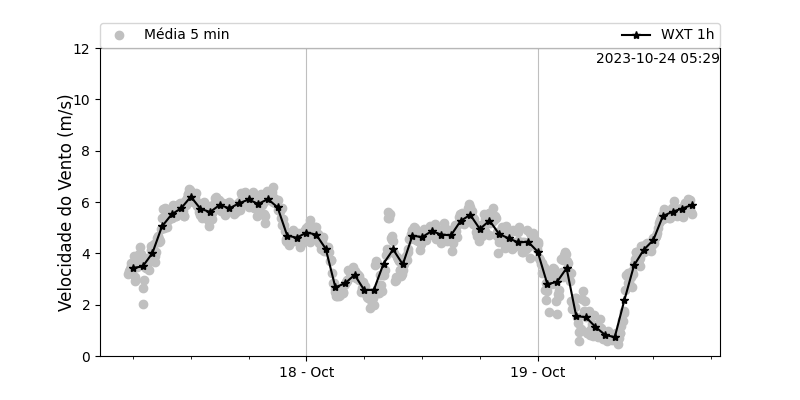 Média 5 min
WXT 1h
2023-10-24 05:29
Velocidade do Vento (m/s)
12
10
8
6
4
2
0
18 - Oct
19 - Oct